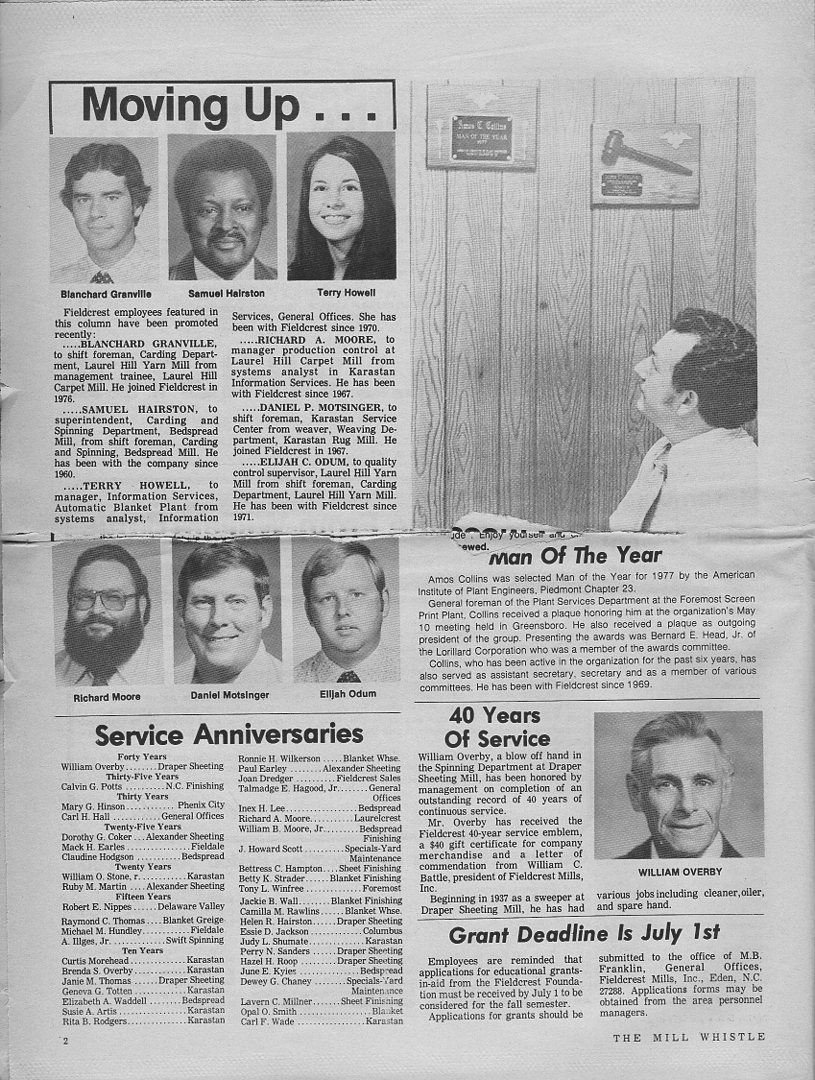 Moving Up . . .
Blanchard Granville
Samuel Hairston
Terry Howell
Fieldcrest employees featured in
this column have been promoted
recently:
.....BLANCHARD GRANVILLE,
to shift foreman, Carding Depart-
ment, Laurel Hill Yarn Mill from
management trainee, Laurel Hill
Carpet Mill. He joined Fieldcrest in
1976.
.....SAMUEL HAIRSTON, to
superintendent, Carding and
Spinning Department, Bedspread
Mill, from shift foreman, Carding
and Spinning, Bedspread Mill. He
has been with the company since
1960.
.....TERRY HOWELL, to
manager, Information Services,
Automatic Blanket Plant from
systems analyst, Information
Services, General Offices. She has
been with Fieldcrest since 1970.
.....RICHARD A. MOORE, to
manager production control at
Laurel Hill Carpet Mill from
systems analyst in Karastan
Information Services. He has been
with Fieldcrest since 1967.
.....DANIEL P. MOTSINGER, to
shift foreman, Karastan Service
Center from weaver, Weaving De-
partment, Karastan Rug Mill. He
joined Fieldcrest in 1967.
.....ELIJAH C. ODUM, to quality
control supervisor, Laurel Hill Yarn
Mill from shift foreman, Carding
Department, Laurel Hill Yarn Mill.
He has been with Fieldcrest since
1971.
Richard Moore
Daniel Motsinger
Elijah Odum
Amos C. Collins
MAN OF THE YEAR
1977
Enjoy yourself
ewed.
Man Of The Year
Amos Collins was selected Man of the Year for 1977 by the American
Institute of Plant Engineers, Piedmont Chapter 23.
General foreman of the Plant Services Department at the Foremost Screen
Print Plant, Collins received a plaque honoring him at the organization's May
10 meeting held in Greensboro. He also received a plaque as outgoing
president of the group. Presenting the awards was Bernard E. Head, Jr. of
the Lorillard Corporation who was a member of the awards committee.
Collins, who has been active in the organization for the past six years, has
also served as assistant secretary, secretary and as a member of various
committees. He has been with Fieldcrest since 1969.
Service Anniversaries
Forty Years
William Overby........Draper Sheeting
Thirty-Five Years
Calvin G. Potts ..........N.C. Finishing
Thirty Years
Mary G. Hinson ............ Phenix City
Carl H. Hall ............General Offices
Twenty-Five Years
Dorothy G. Coker ...Alexander Sheeting
Mack H. Earles .................Fieldale
Claudine Hodgson ............Bedspread
Twenty Years
William O. Stone, r............Karastan
Ruby M. Martin ....Alexander Sheeting
Fifteen Years
Robert E. Nippes ......Delaware Valley
Raymond C. Thomas....Blanket Greige
Michael M. Hundley............Fieldale
A. Illges, Jr. .............Swift Spinning
Ten Years
Curtis Morehead...............Karastan
Brenda S. Overby..............Karastan
Janie M. Thomas ......Draper Sheeting
Geneva G. Totten ..............Karastan
Elizabeth A. Waddell ........Bedspread
Susie A. Artis ..................Karastan
Rita B. Rodgers................Karastan
Ronnie H. Wilkerson .....Blanket Whse.
Paul Earley ........Alexander Sheeting
Joan Dredger ..........Fieldcrest Sales
Talmadge E. Hagood, Jr........General
Offices
Inex H. Lee...................Bedspread
Richard A. Moore...........Laurelcrest
William B. Moore, Jr.........Bedspread
Finishing
J. Howard Scott ..........Specials-Yard
Maintenance
Bettress C. Hampton....Sheet Finishing
Betty K. Strader......Blanket Finishing
Tony L. Winfree ..............Foremost
Jackie B. Wall........Blanket Finishing
Camilla M. Rawlins......Blanket Whse.
Helen R. Hairston......Draper Sheeting
Essie D. Jackson .............Columbus
Judy L. Shumate...............Karastan
Perry N. Sanders ......Draper Sheeting
Hazel H. Roop .........Draper Sheeting
June E. Kyies ................Bedspread
Dewey G. Chaney ........Specials-Yard
Maintenance
Lavern C. Millner.......Sheet Finishing
Opal O. Smith ..................Blanket
Carl F. Wade ..................Karastan
40 Years
Of Service
William Overby, a blow off hand in
the Spinning Department at Draper
Sheeting Mill, has been honored by
management on completion of an
outstanding record of 40 years of
continuous service.
Mr. Overby has received the
Fieldcrest 40-year service emblem,
a $40 gift certificate for company
merchandise and a letter of
commendation from William C.
Battle, president of Fieldcrest Mills,
Inc.
Beginning in 1937 as a sweeper at
Draper Sheeting Mill, he has had
WILLIAM OVERBY
various jobs including cleaner, oiler,
and spare hand.
Grant Deadline Is July 1st
Employees are reminded that
applications for educational grants-
in-aid from the Fieldcrest Founda-
tion must be received by July 1 to be
considered for the fall semester.
Applications for grants should be
submitted to the office of M.B.
Franklin, General Offices,
Fieldcrest Mills, Inc., Eden, N.C.
27288. Applications forms may be
obtained from the area personnel
managers.
2
THE MILL WHISTLE